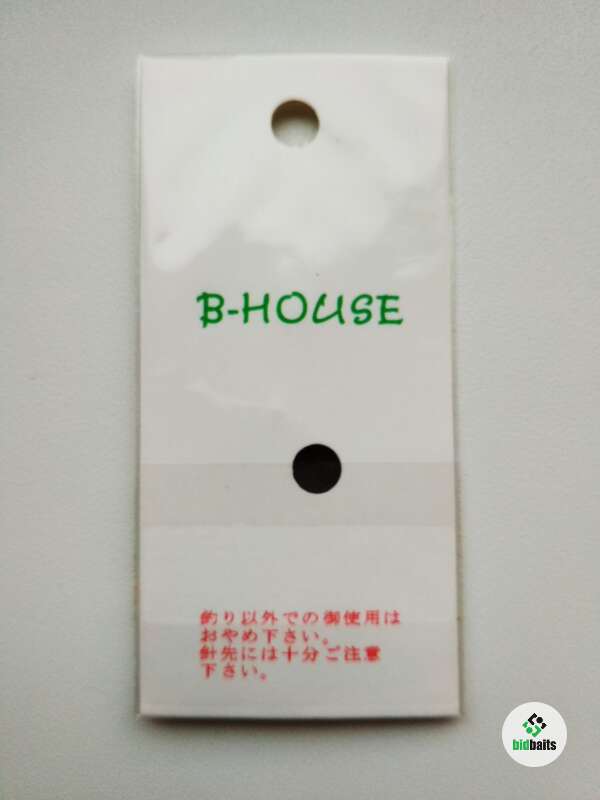 B-HOUSE
釣り以外での御使用は
おやめ下さい。
針先には十分ご注意
下さい。
bidbaits